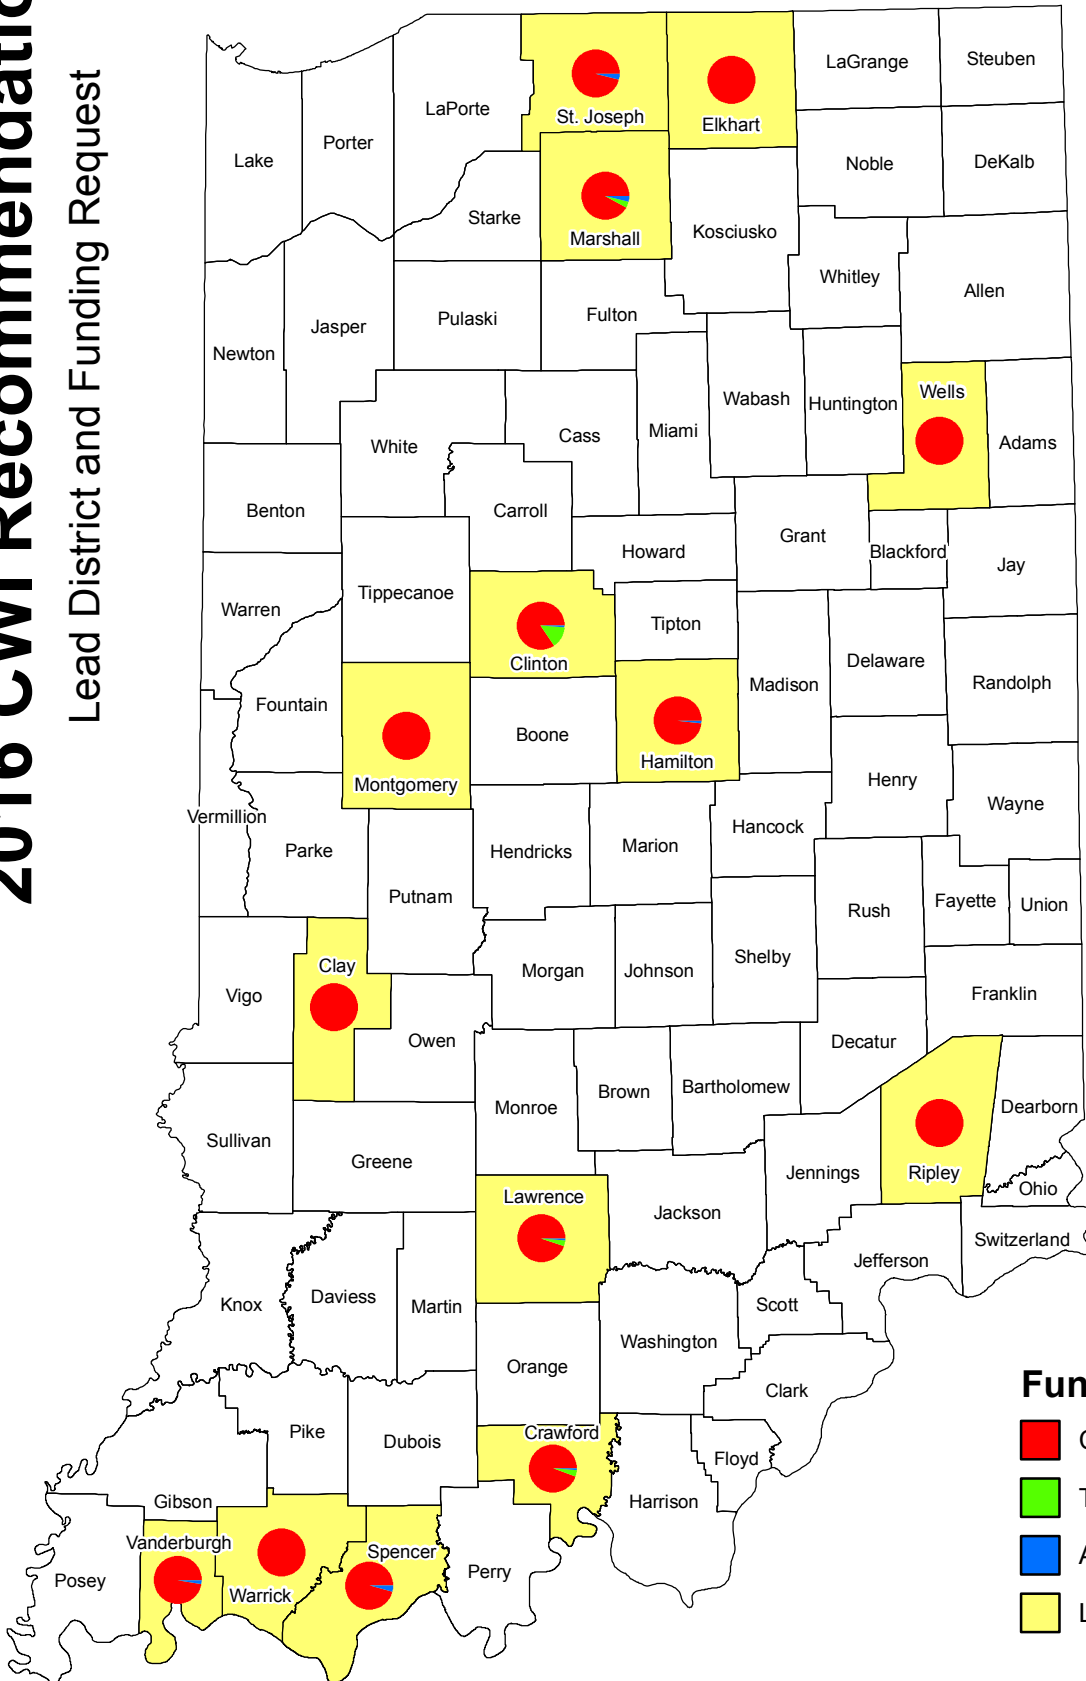 2016 CWI Recommendatio
Lead District and Funding Request
St. Joseph
Elkhart
LaGrange
Steuben
LaPorte
Porter
Lake
Noble
DeKalb
Starke
Marshall
Kosciusko
Whitley
Allen
Pulaski
Fulton
Jasper
Newton
Wells
Wabash
Huntington
Miami
Cass
White
Adams
Benton
Carroll
Grant
Howard
Blackford
Jay
Tippecanoe
Warren
Tipton
Clinton
Delaware
Madison
Randolph
Fountain
Boone
Hamilton
Montgomery
Henry
Wayne
Vermillion
Hancock
Parke
Hendricks
Marion
Putnam
Fayette
Union
Rush
Shelby
Clay
Morgan
Johnson
Vigo
Franklin
Owen
Decatur
Brown
Bartholomew
Monroe
Dearborn
Sullivan
Greene
Jennings
Ripley
Ohio
Lawrence
Jackson
Switzerland
Jefferson
Knox
Daviess
Martin
Scott
Washington
Orange
Clark
Pike
Dubois
Crawford
Floyd
Gibson
Harrison
Vanderburgh
Spencer
Posey
Warrick
Perry
Fun